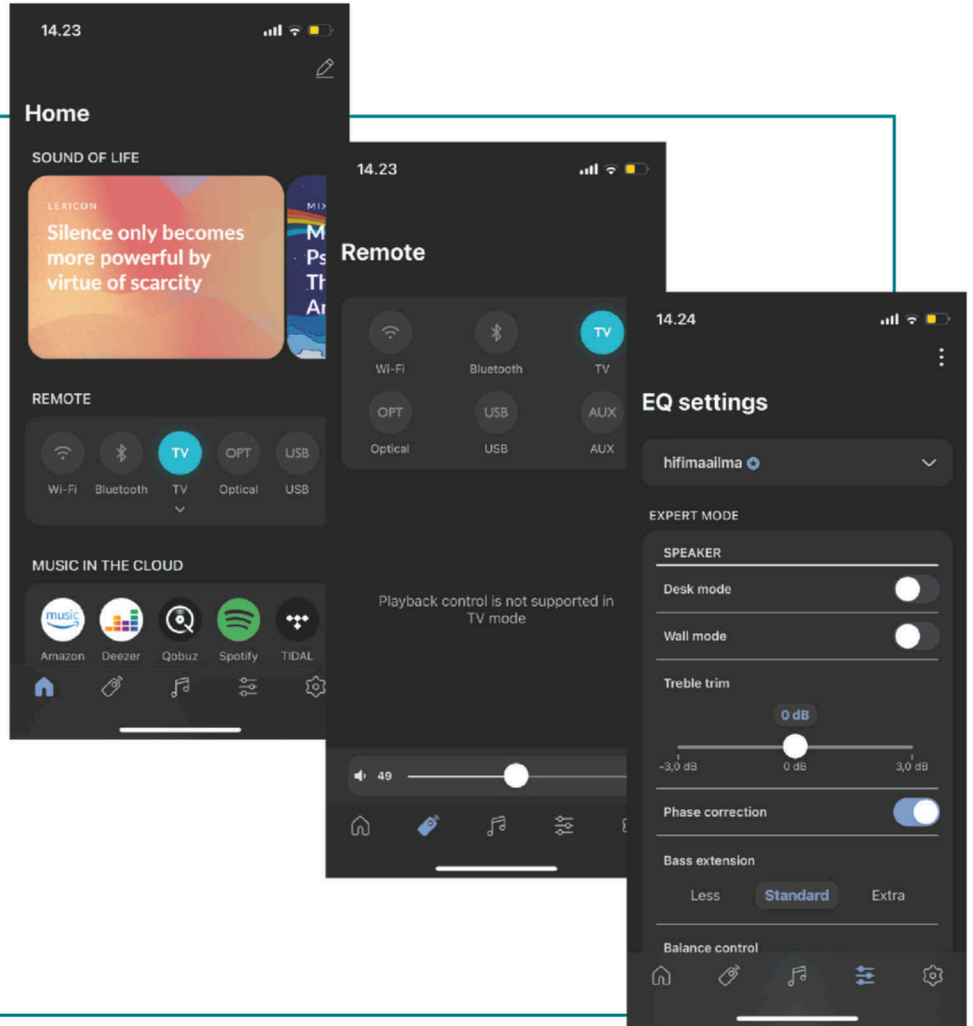 14.23
Home
SOUND OF LIFE
LEXICON
Silence only becomes
more powerful by
virtue of scarcity
MIX
M
Ps
Th
Ar
REMOTE
TV
OPT
USB
Wi-Fi
Bluetooth
TV
Optical
USB
MUSIC IN THE CLOUD
music
Amazon
Deezer
Qobuz
Spotify
TIDAL
14.23
Remote
TV
Wi-Fi
Bluetooth
TV
OPT
USB
AUX
Optical
USB
AUX
Playback control is not supported in
TV mode
49
14.24
EQ settings
hifimaailma
EXPERT MODE
SPEAKER
Desk mode
Wall mode
Treble trim
0 dB
-3,0 dB
0 dB
3,0 dB
Phase correction
Bass extension
Less
Standard
Extra
Balance control